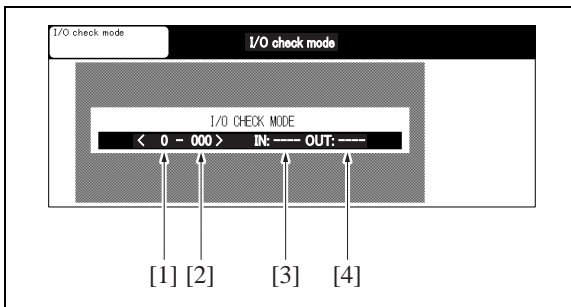 I/O check mode
I/O check mode
I/O CHECK MODE
< 0 - 000 > IN: ---- OUT: ----
[1] [2] [3] [4]